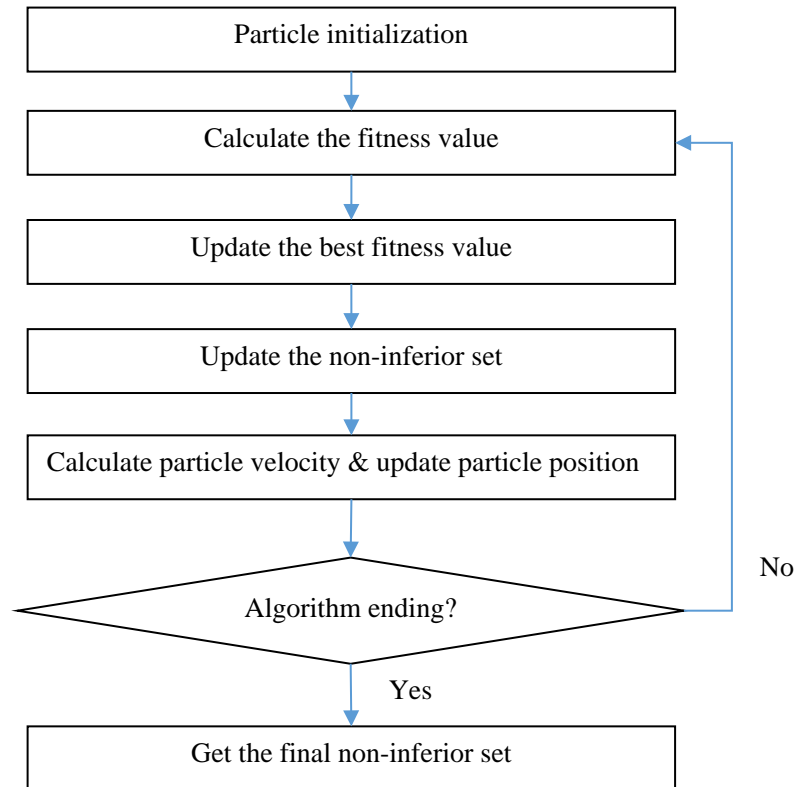 Particle initialization
Calculate the fitness value
Update the best fitness value
Update the non-inferior set
Calculate particle velocity & update particle position
No
Algorithm ending?
Yes
Get the final non-inferior set